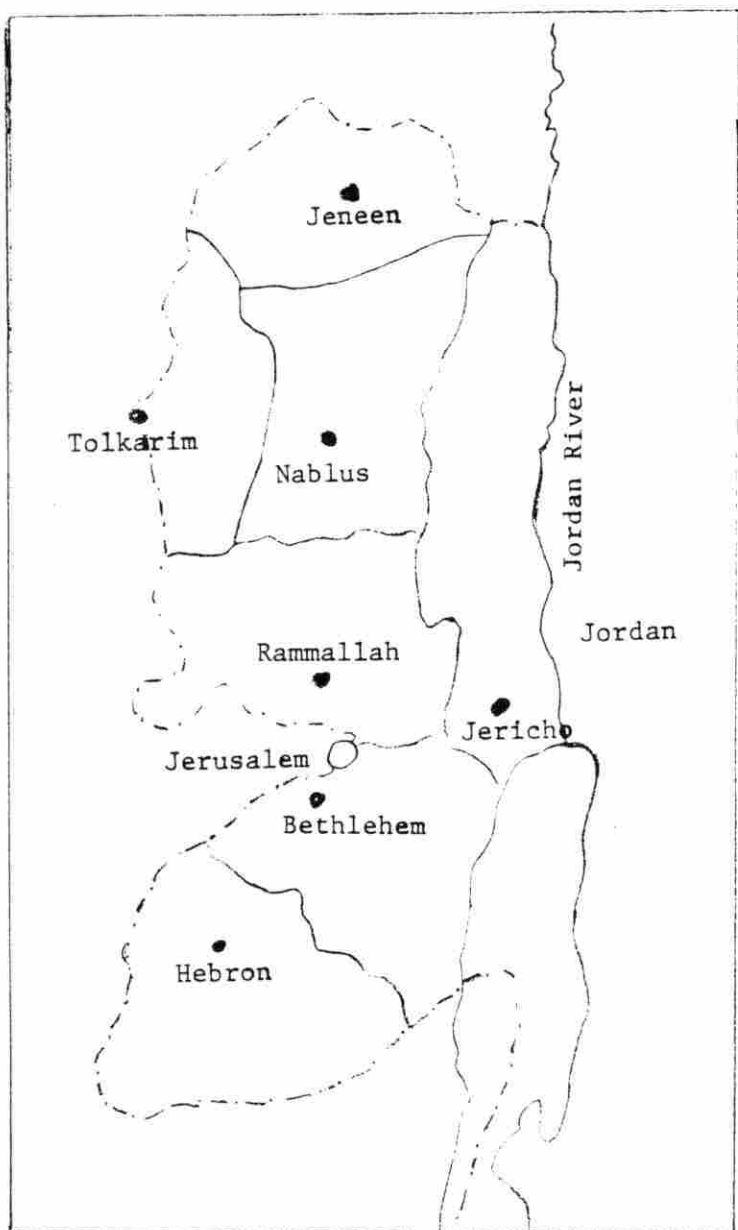 Jeneen
Tolkarim
Nablus
Jordan River
Jordan
Rammallah
Jericho
Jerusalem
Bethlehem
Hebron